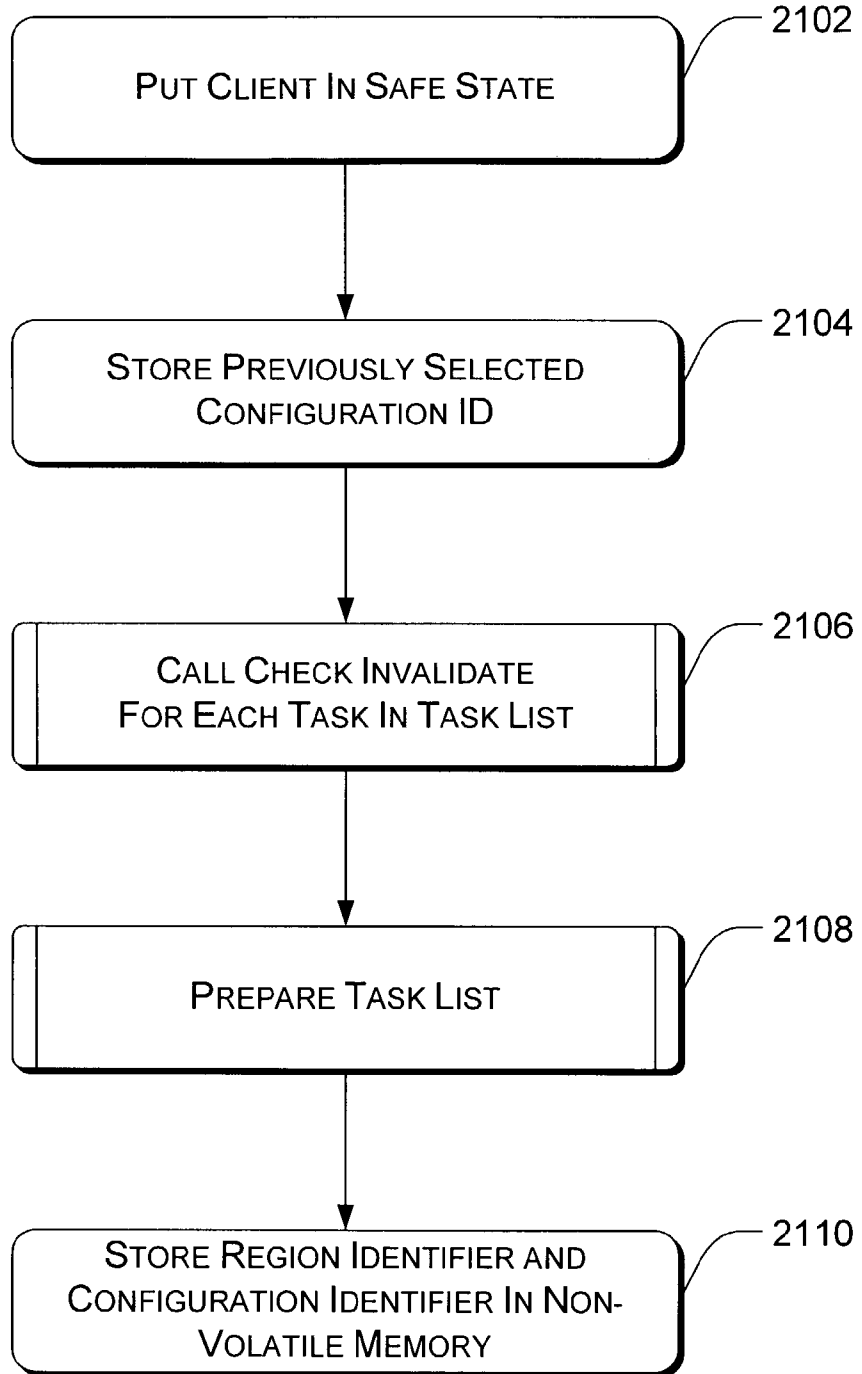 2102
PUT CLIENT IN SAFE STATE
2104
STORE PREVIOUSLY SELECTED
CONFIGURATION ID
2106
CALL CHECK INVALIDATE
FOR EACH TASK IN TASK LIST
2108
PREPARE TASK LIST
2110
STORE REGION IDENTIFIER AND
CONFIGURATION IDENTIFIER IN NON-
VOLATILE MEMORY